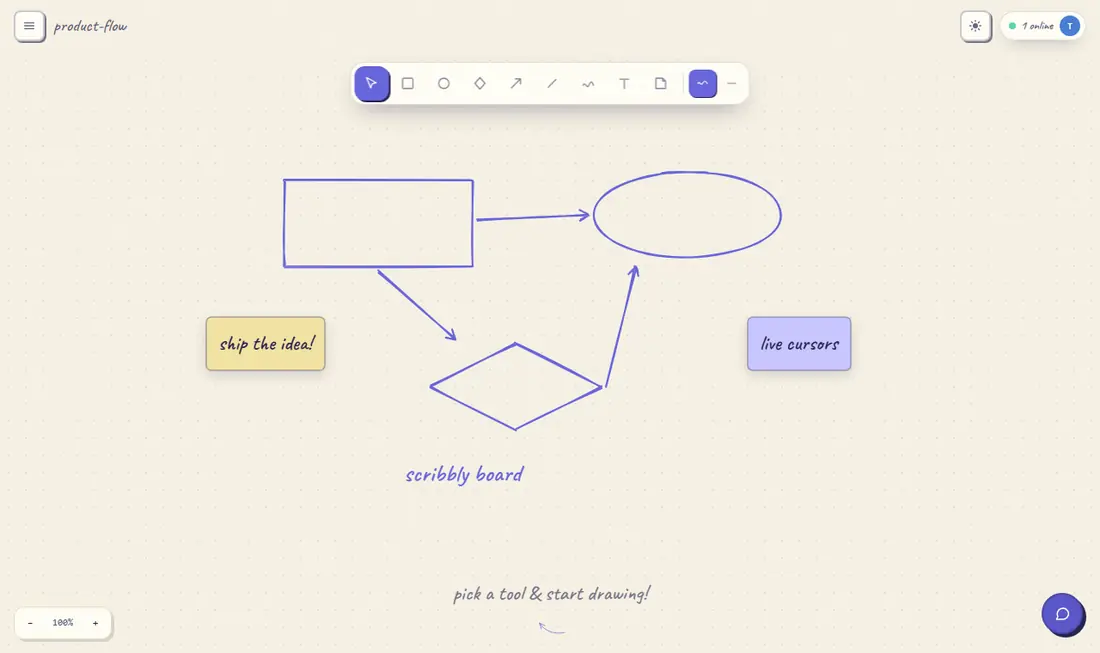 product-flow
1 online
T
T
ship the idea!
live cursors
scribbly board
pick a tool & start drawing!
- 100% +